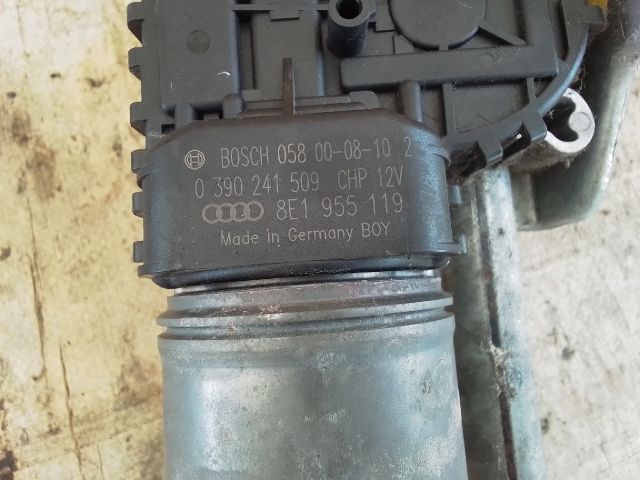 BOSCH 058 00-08-10 2
0 390 241 509 CHP 12V
8E1 955 119
Made in Germany BOY